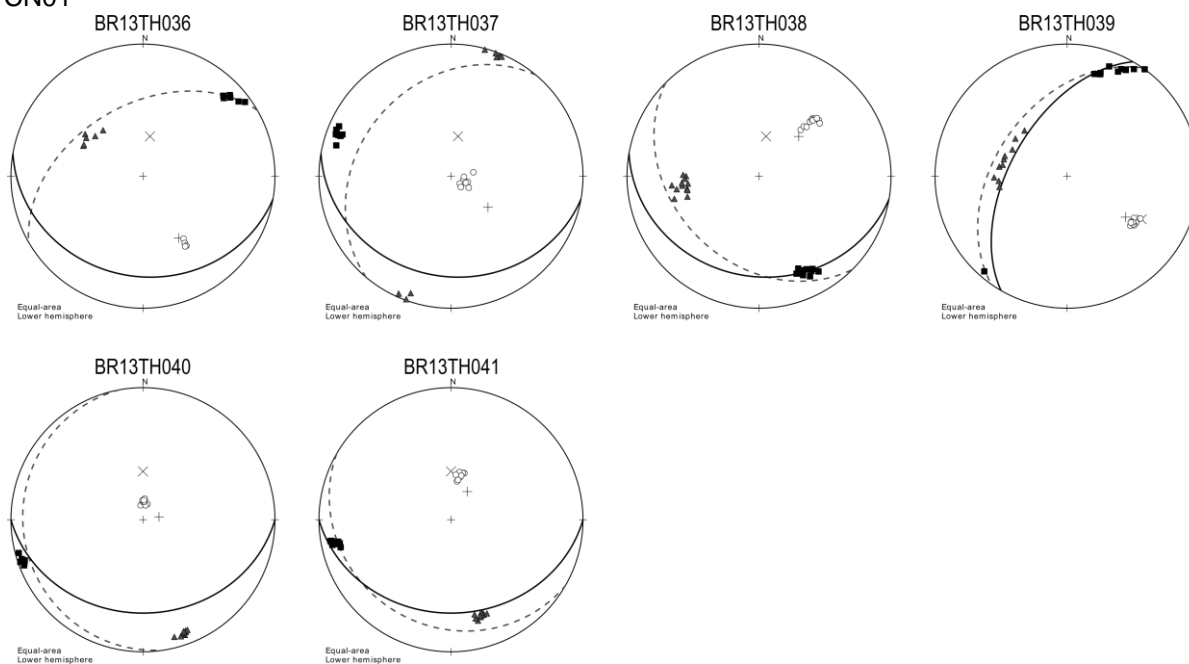 BR13TH036
BR13TH037
BR13TH038
BR13TH039
N
N
N
N
Equal-area
Lower hemisphere
Equal-area
Lower hemisphere
Equal-area
Lower hemisphere
Equal-area
Lower hemisphere
BR13TH040
BR13TH041
N
N
Equal-area
Lower hemisphere
Equal-area
Lower hemisphere